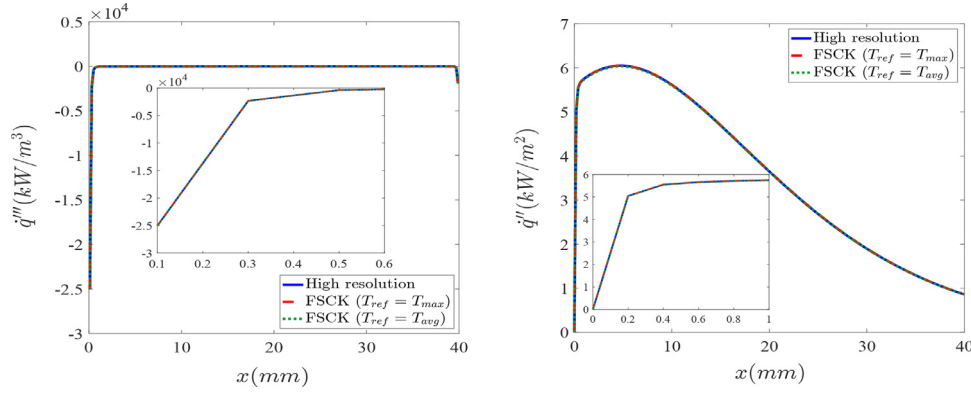 ×10⁴
0.5
0
-0.5
-1
-1.5
-2
-2.5
-3
q̇′′′(kW/m³)
0 10 20 30 40
x(mm)
×10⁴
0
-0.5
-1
-1.5
-2
-2.5
-3
0.1 0.2 0.3 0.4 0.5 0.6
High resolution
FSCK (T_ref = T_max)
FSCK (T_ref = T_avg)
7
6
5
4
3
2
1
0
q̇′′(kW/m²)
0 10 20 30 40
x(mm)
High resolution
FSCK (T_ref = T_max)
FSCK (T_ref = T_avg)
6
5
4
3
2
1
0
0 0.2 0.4 0.6 0.8 1